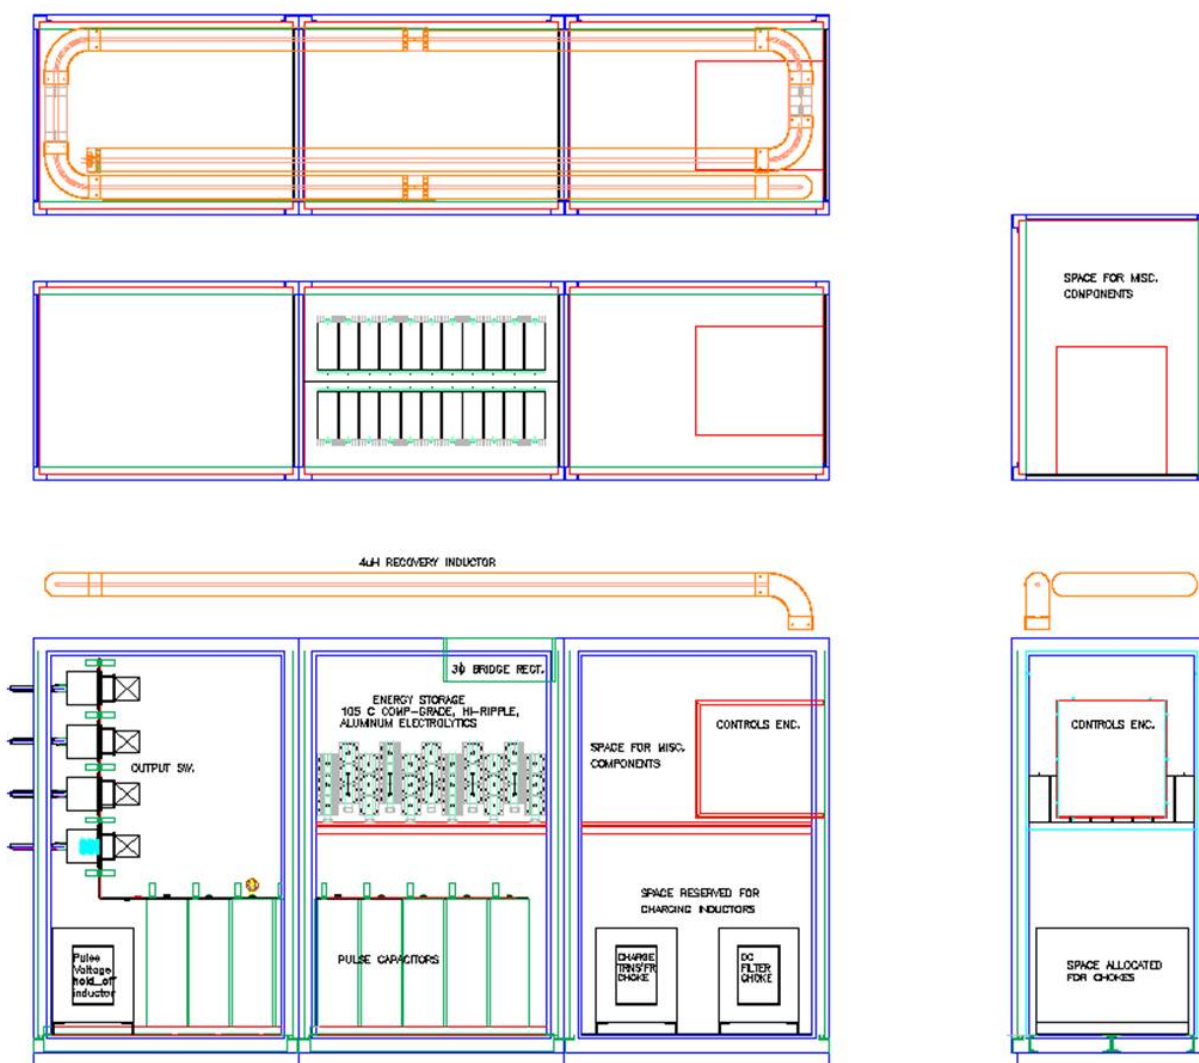 SPACE FOR MISC.
COMPONENTS
4uH RECOVERY INDUCTOR
3Φ BRIDGE RECT.
ENERGY STORAGE
105 C COMP-GRADE, HI-RIPPLE,
ALUMINUM ELECTROLYTICS
OUTPUT SW.
SPACE FOR MISC.
COMPONENTS
CONTROLS ENC.
CONTROLS ENC.
SPACE RESERVED FOR
CHARGING INDUCTORS
PULSE CAPACITORS
Pulse
Voltage
hold_off
inductor
CHARGE
TRNS/FR
CHOKE
DC
FILTER
CHOKE
SPACE ALLOCATED
FOR CHOKES